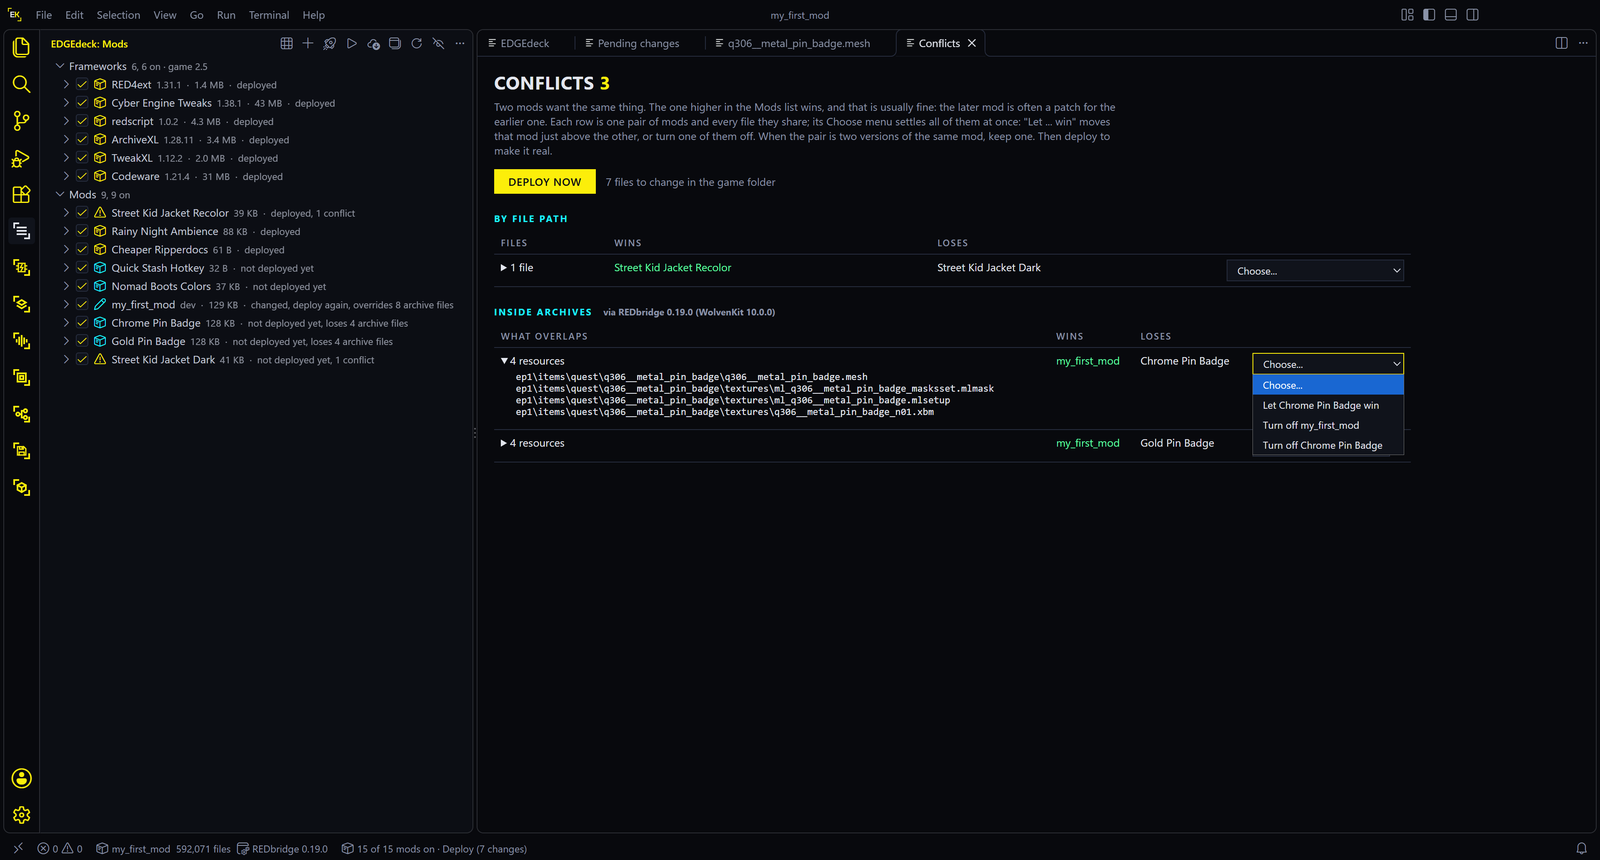 EK
File Edit Selection View Go Run Terminal Help
my_first_mod
EDGEdeck: Mods
Frameworks 6, 6 on · game 2.5
RED4ext 1.31.1 · 1.4 MB · deployed
Cyber Engine Tweaks 1.38.1 · 43 MB · deployed
redscript 1.0.2 · 4.3 MB · deployed
ArchiveXL 1.28.11 · 3.4 MB · deployed
TweakXL 1.12.2 · 2.0 MB · deployed
Codeware 1.21.4 · 31 MB · deployed
Mods 9, 9 on
Street Kid Jacket Recolor 39 KB · deployed, 1 conflict
Rainy Night Ambience 88 KB · deployed
Cheaper Ripperdocs 61 B · deployed
Quick Stash Hotkey 32 B · not deployed yet
Nomad Boots Colors 37 KB · not deployed yet
my_first_mod dev · 129 KB · changed, deploy again, overrides 8 archive files
Chrome Pin Badge 128 KB · not deployed yet, loses 4 archive files
Gold Pin Badge 128 KB · not deployed yet, loses 4 archive files
Street Kid Jacket Dark 41 KB · not deployed yet, 1 conflict
EDGEdeck Pending changes q306__metal_pin_badge.mesh Conflicts
CONFLICTS 3
Two mods want the same thing. The one higher in the Mods list wins, and that is usually fine: the later mod is often a patch for the
earlier one. Each row is one pair of mods and every file they share; its Choose menu settles all of them at once: "Let ... win" moves
that mod just above the other, or turn one of them off. When the pair is two versions of the same mod, keep one. Then deploy to
make it real.
DEPLOY NOW 7 files to change in the game folder
BY FILE PATH
FILES WINS LOSES
1 file Street Kid Jacket Recolor Street Kid Jacket Dark Choose...
INSIDE ARCHIVES via REDbridge 0.19.0 (WolvenKit 10.0.0)
WHAT OVERLAPS WINS LOSES
4 resources my_first_mod Chrome Pin Badge Choose...
ep1\items\quest\q306__metal_pin_badge\q306__metal_pin_badge.mesh
ep1\items\quest\q306__metal_pin_badge\textures\ml_q306__metal_pin_badge_masksset.mlmask
ep1\items\quest\q306__metal_pin_badge\textures\ml_q306__metal_pin_badge.mlsetup
ep1\items\quest\q306__metal_pin_badge\textures\q306__metal_pin_badge_n01.xbm
Choose...
Let Chrome Pin Badge win
Turn off my_first_mod
Turn off Chrome Pin Badge
4 resources my_first_mod Gold Pin Badge
0 0 my_first_mod 592,071 files REDbridge 0.19.0 15 of 15 mods on · Deploy (7 changes)